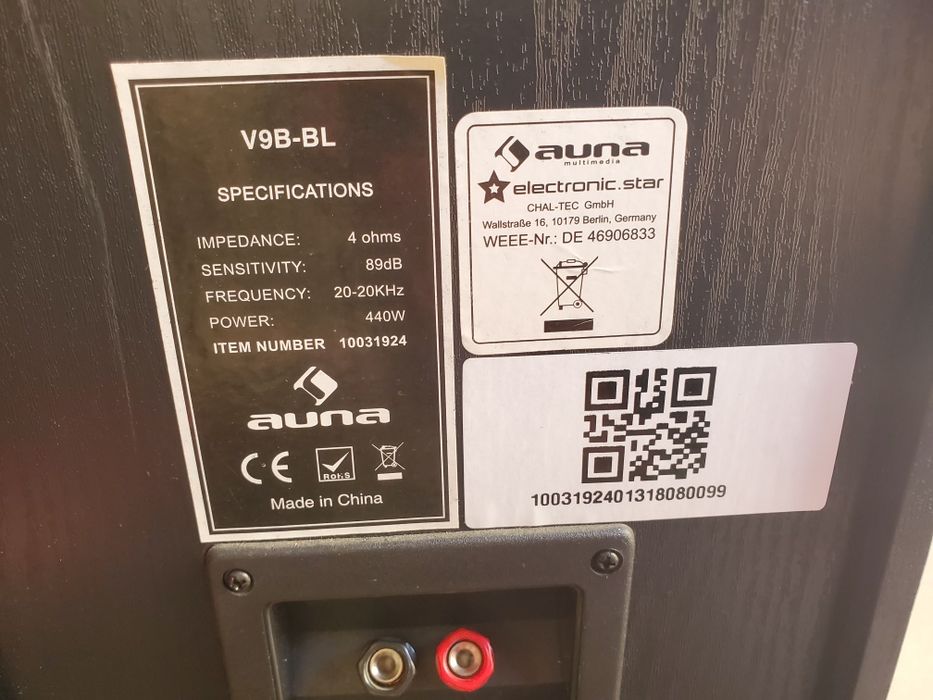 V9B-BL
SPECIFICATIONS
IMPEDANCE: 4 ohms
SENSITIVITY: 89dB
FREQUENCY: 20-20KHz
POWER: 440W
ITEM NUMBER 10031924
auna
CE
RoHS
Made in China
auna
multimedia
electronic.star
CHAL-TEC GmbH
Wallstraße 16, 10179 Berlin, Germany
WEEE-Nr.: DE 46906833
1003192401318080099